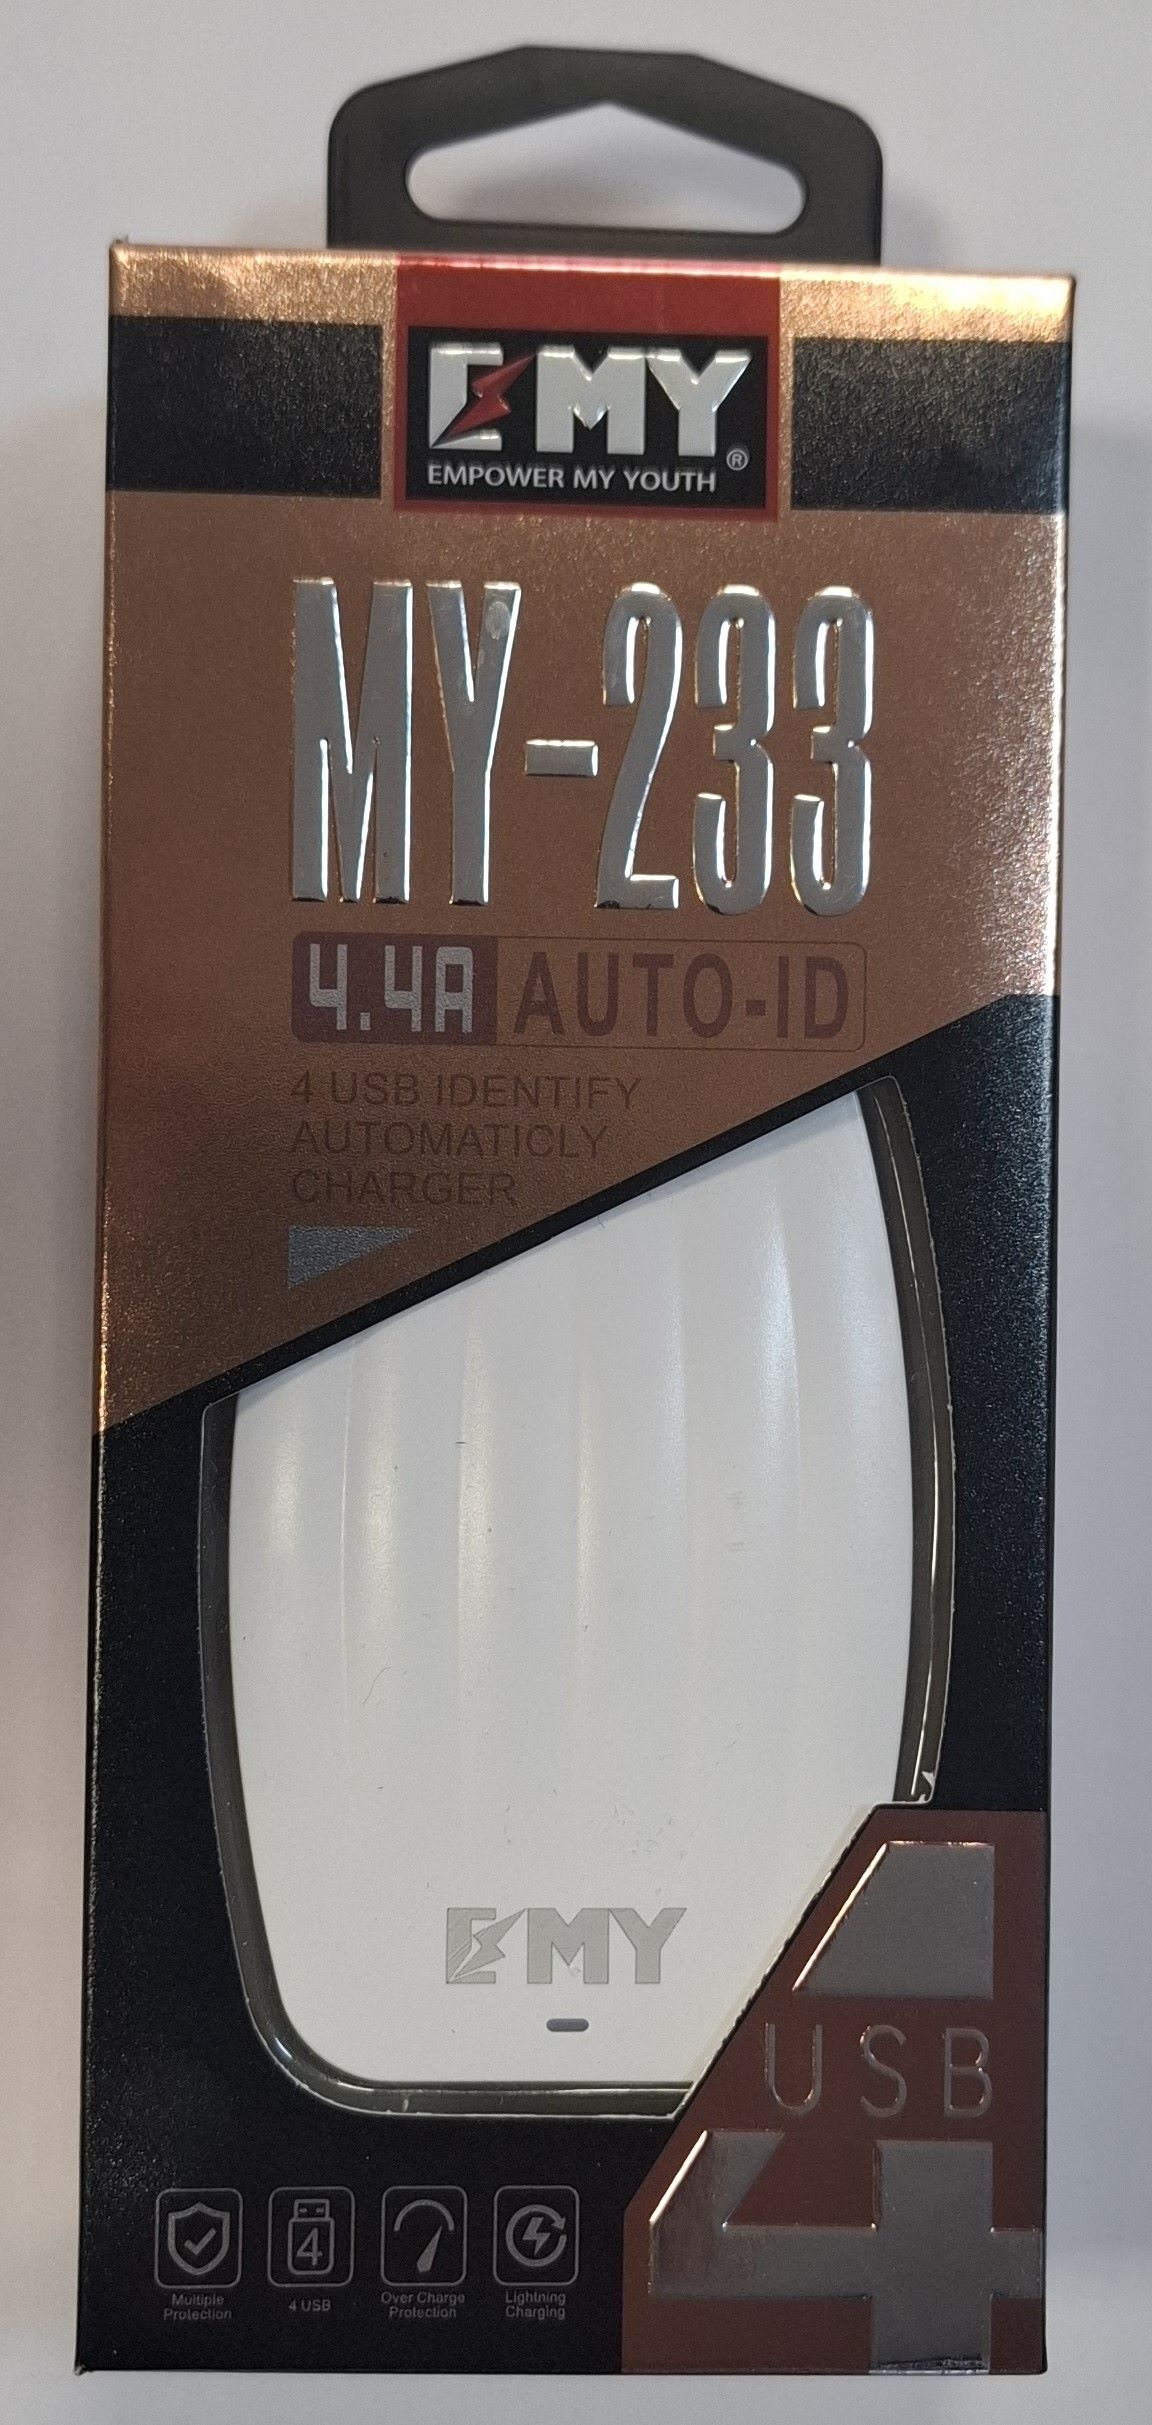 EMY®
EMPOWER MY YOUTH
MY-233
4.4A AUTO-ID
4 USB IDENTIFY
AUTOMATICLY
CHARGER
EMY
4
USB
4
Multiple
Protection
4 USB
Over Charge
Protection
Lightning
Charging